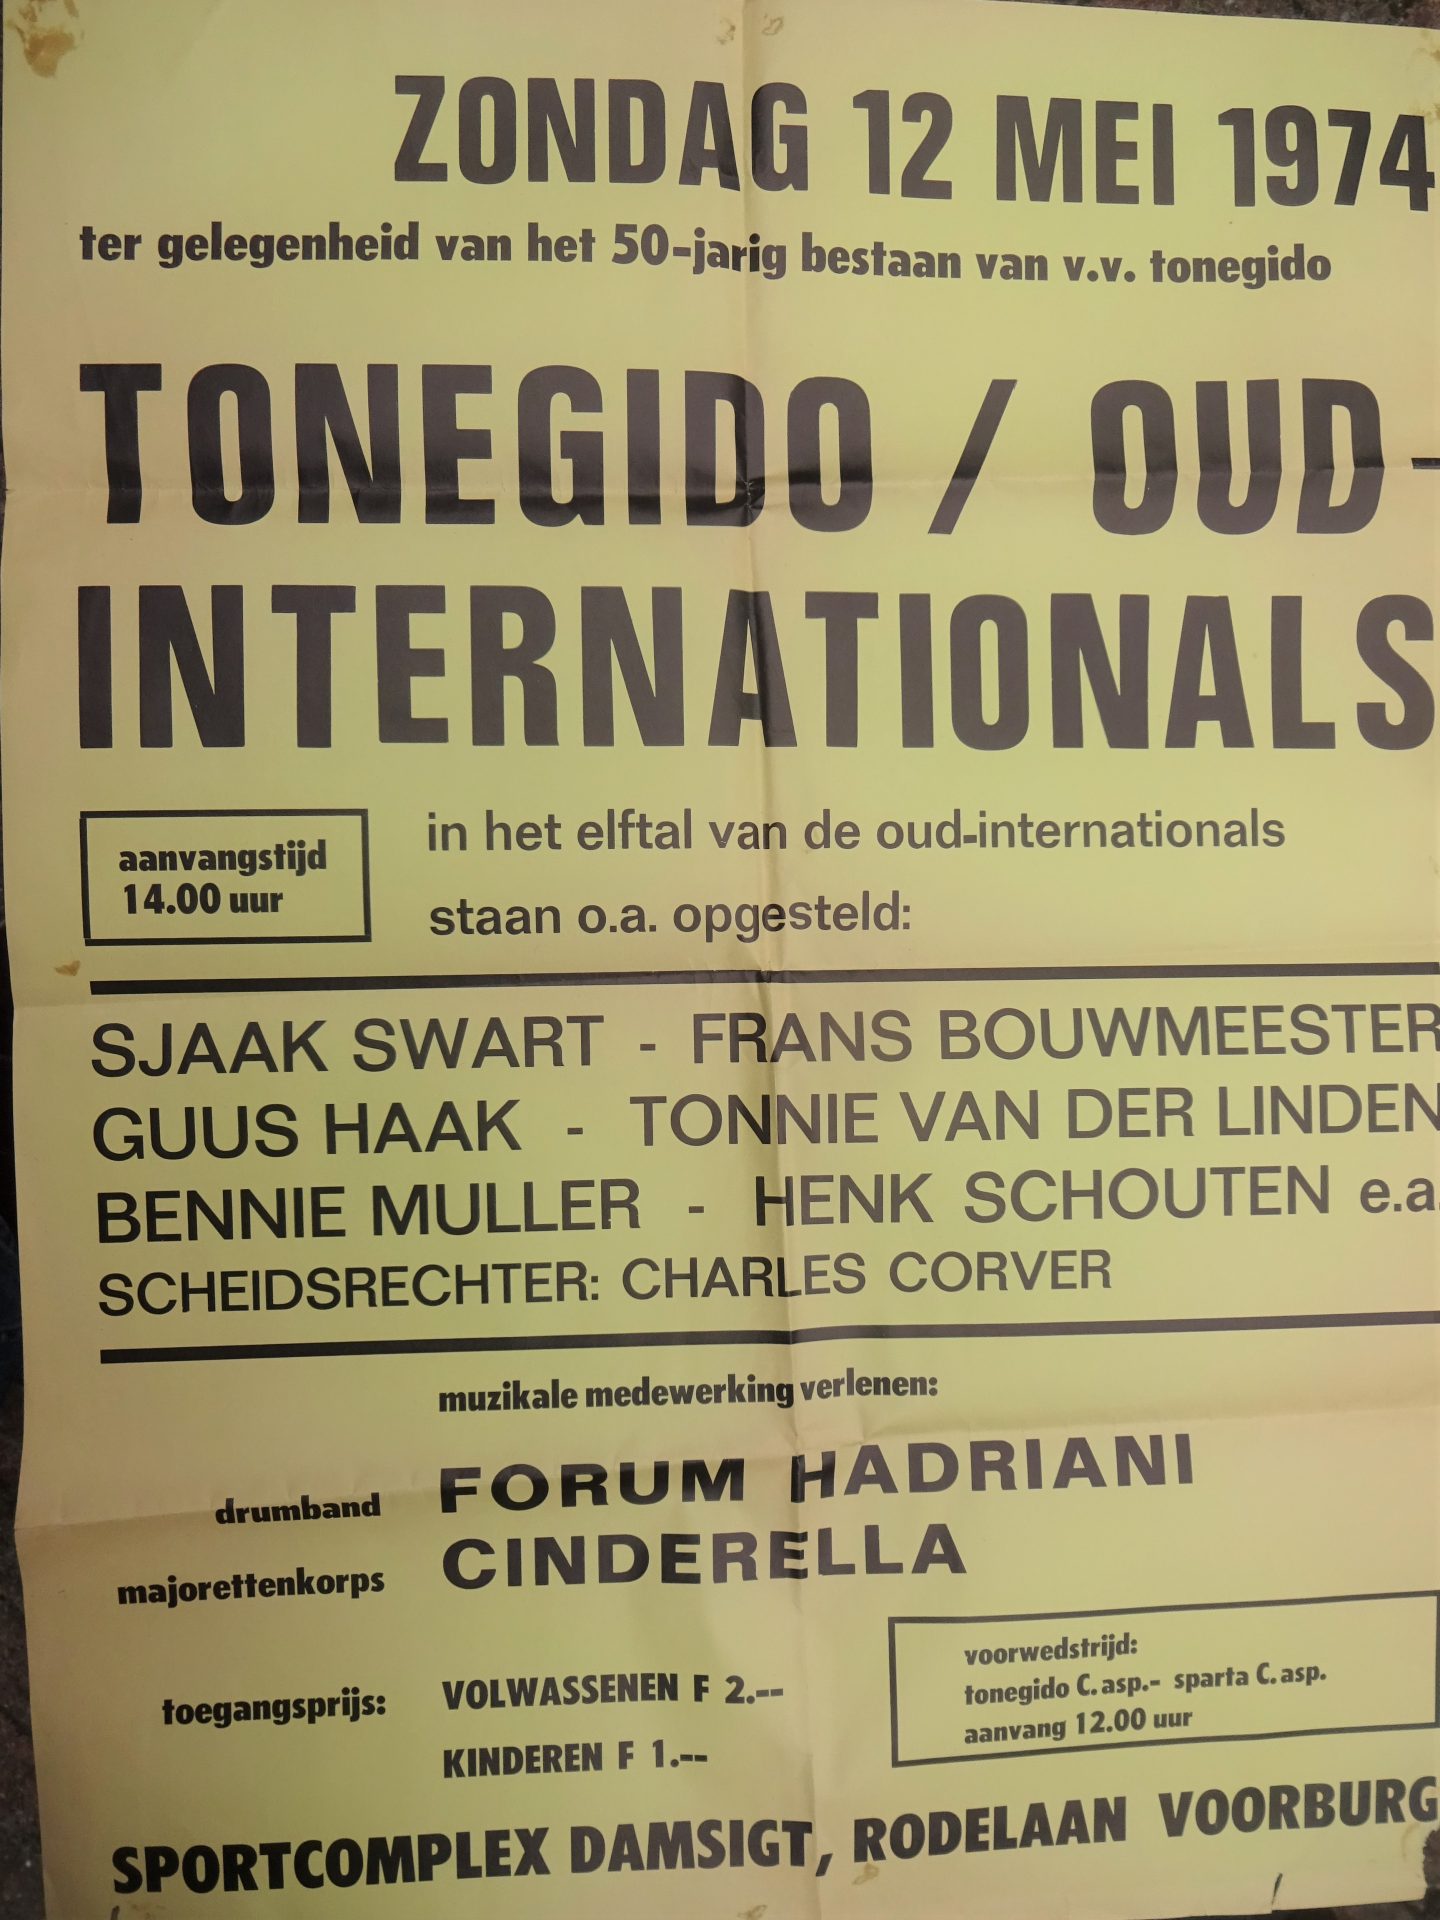 ZONDAG 12 MEI 1974
ter gelegenheid van het 50-jarig bestaan van v.v. tonegido
TONEGIDO / OUD-
INTERNATIONALS
aanvangstijd
14.00 uur
in het elftal van de oud-internationals
staan o.a. opgesteld:
SJAAK SWART - FRANS BOUWMEESTER
GUUS HAAK - TONNIE VAN DER LINDEN
BENNIE MULLER - HENK SCHOUTEN e.a.
SCHEIDSRECHTER: CHARLES CORVER
muzikale medewerking verlenen:
drumband FORUM HADRIANI
majorettenkorps CINDERELLA
toegangsprijs: VOLWASSENEN F 2.--
KINDEREN F 1.--
voorwedstrijd:
tonegido C.asp.- sparta C.asp.
aanvang 12.00 uur
SPORTCOMPLEX DAMSIGT, RODELAAN VOORBURG